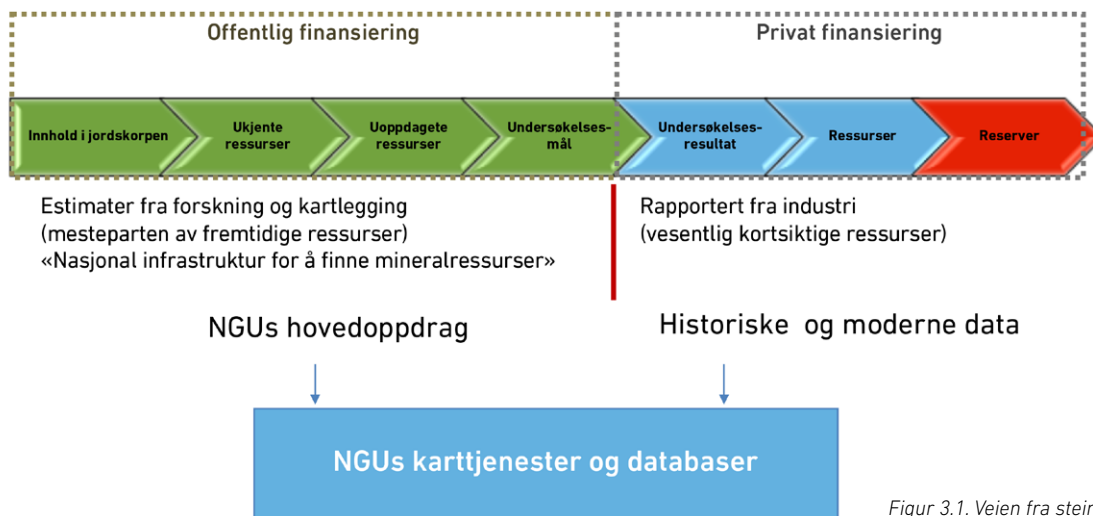 Offentlig finansiering
Privat finansiering
Innhold i jordskorpen
Ukjente
ressurser
Uoppdagete
ressurser
Undersøkelses-
mål
Undersøkelses-
resultat
Ressurser
Reserver
Estimater fra forskning og kartlegging
(mesteparten av fremtidige ressurser)
«Nasjonal infrastruktur for å finne mineralressurser»
Rapportert fra industri
(vesentlig kortsiktige ressurser)
NGUs hovedoppdrag
Historiske og moderne data
NGUs karttjenester og databaser
Figur 3.1. Veien fra stein